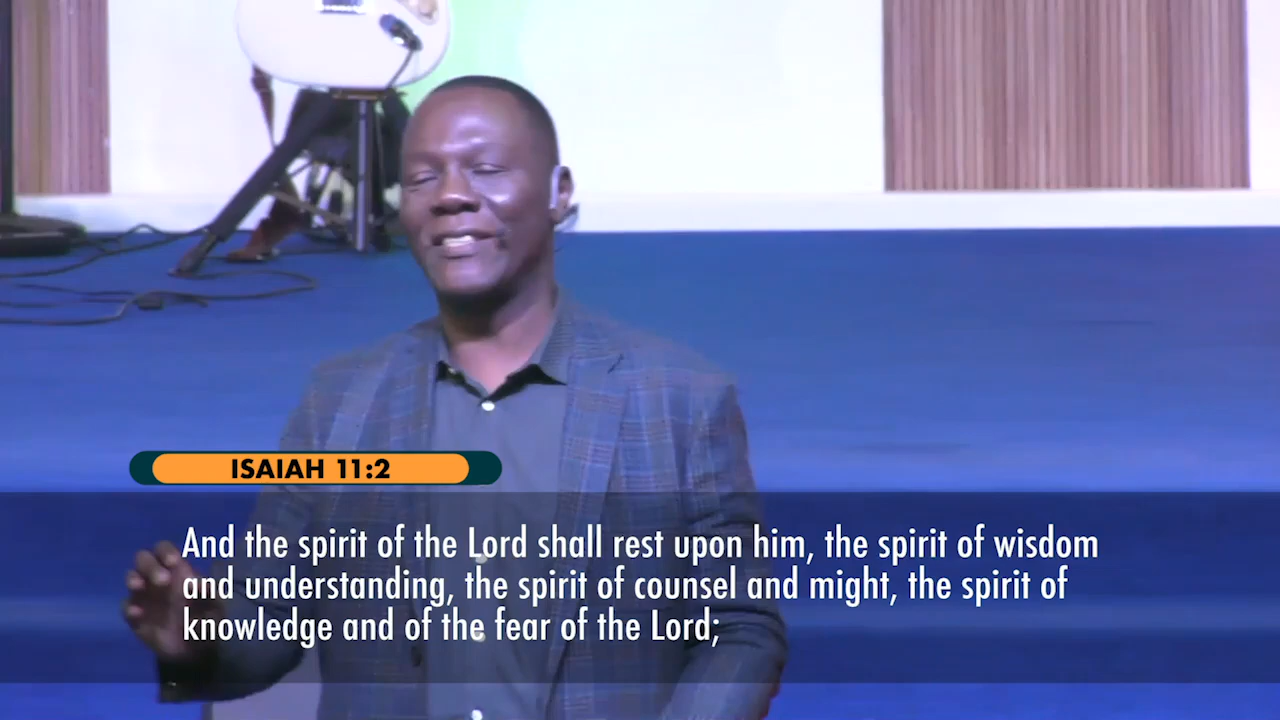 ISAIAH 11:2
And the spirit of the Lord shall rest upon him, the spirit of wisdom
and understanding, the spirit of counsel and might, the spirit of
knowledge and of the fear of the Lord;